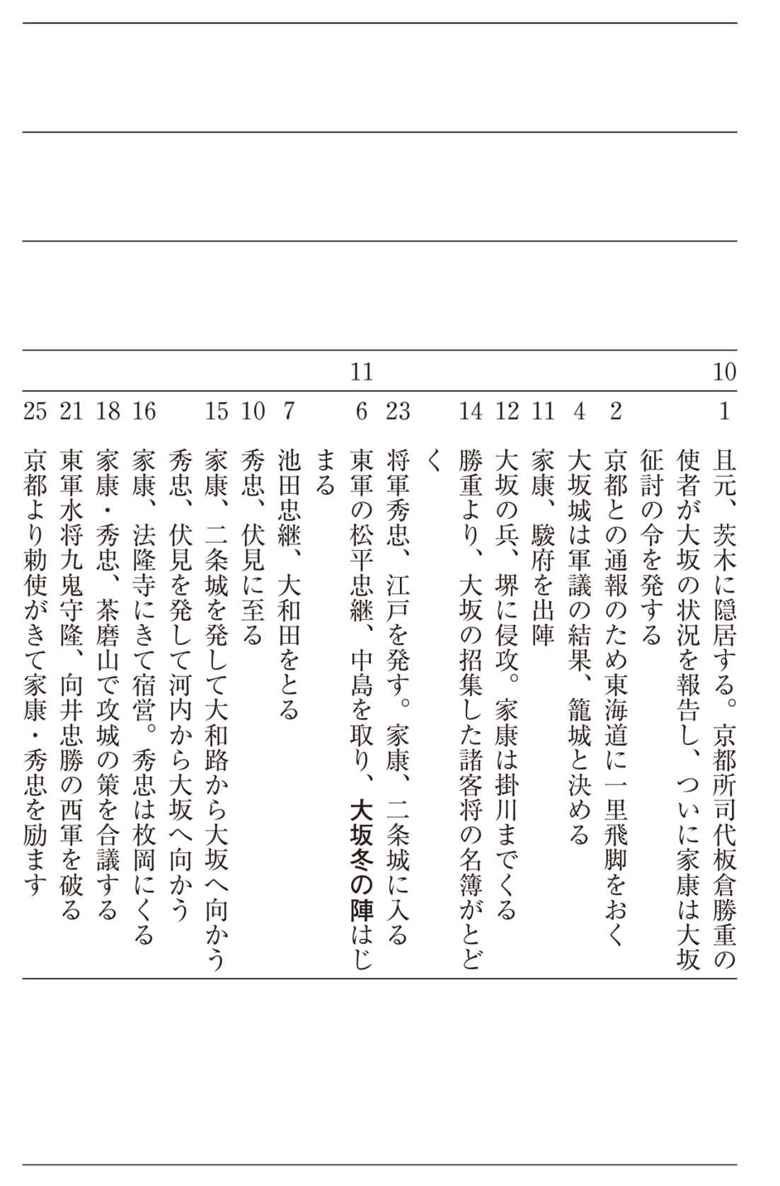 10
1 且元、茨木に隠居する。京都所司代板倉勝重の
使者が大坂の状況を報告し、ついに家康は大坂
征討の令を発する
2 京都との通報のため東海道に一里飛脚をおく
4 大坂城は軍議の結果、籠城と決める
11 家康、駿府を出陣
12 大坂の兵、堺に侵攻。家康は掛川までくる
14 勝重より、大坂の招集した諸客将の名簿がとど
く
23 将軍秀忠、江戸を発す。家康、二条城に入る
11
6 東軍の松平忠継、中島を取り、大坂冬の陣はじ
まる
7 池田忠継、大和田をとる
10 秀忠、伏見に至る
15 家康、二条城を発して大和路から大坂へ向かう
秀忠、伏見を発して河内から大坂へ向かう
16 家康、法隆寺にきて宿営。秀忠は枚岡にくる
18 家康・秀忠、茶磨山で攻城の策を合議する
21 東軍水将九鬼守隆、向井忠勝の西軍を破る
25 京都より勅使がきて家康・秀忠を励ます